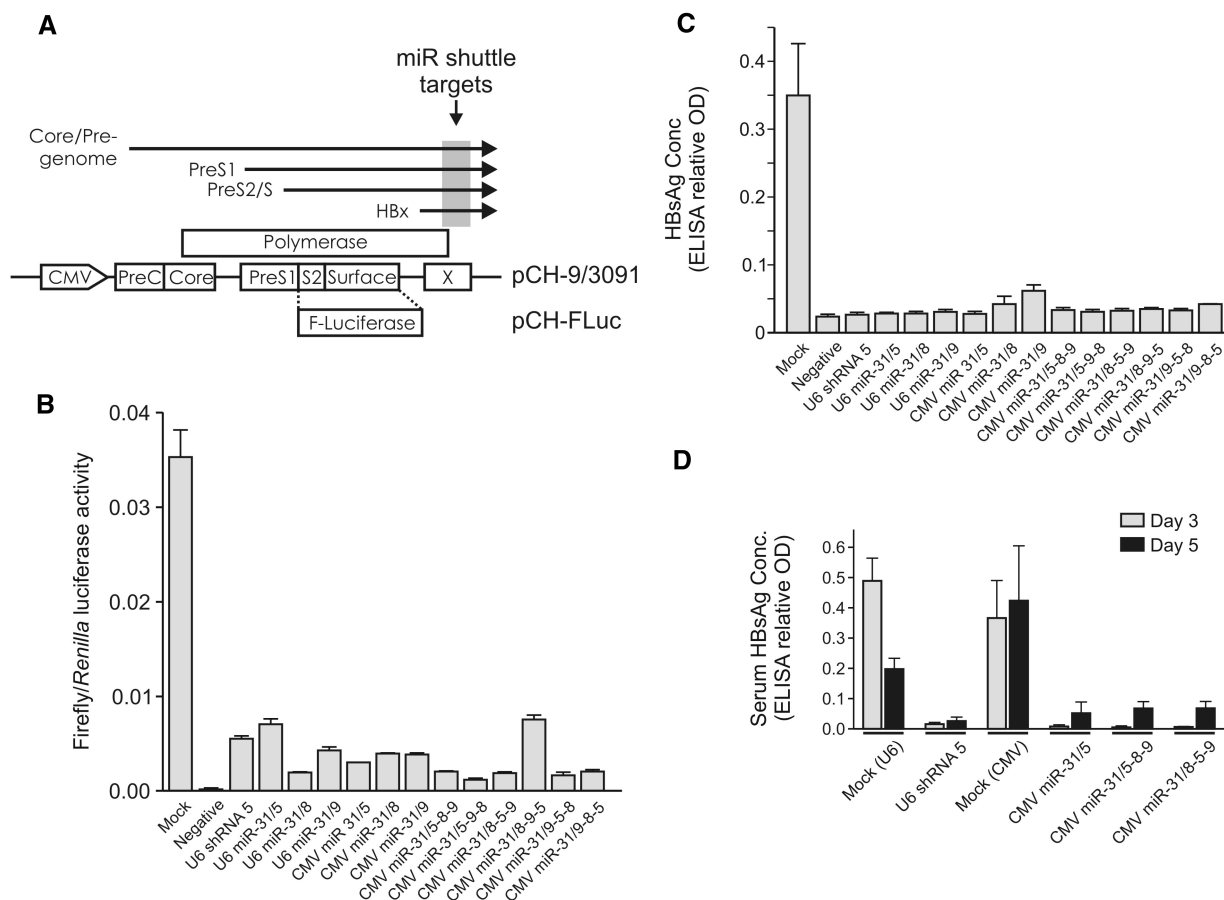 A
miR shuttle
targets
Core/Pre-
genome
PreS1
PreS2/S
HBx
Polymerase
CMV PreC Core PreS1 S2 Surface X pCH-9/3091
F-Luciferase pCH-FLuc
B
Firefly/Renilla luciferase activity
0.04
0.03
0.02
0.01
0.00
Mock
Negative
U6 shRNA 5
U6 miR-31/5
U6 miR-31/8
U6 miR-31/9
CMV miR 31/5
CMV miR-31/8
CMV miR-31/9
CMV miR-31/5-8-9
CMV miR-31/5-9-8
CMV miR-31/8-5-9
CMV miR-31/8-9-5
CMV miR-31/9-5-8
CMV miR-31/9-8-5
C
HBsAg Conc
(ELISA relative OD)
0.4
0.3
0.2
0.1
0
Mock
Negative
U6 shRNA 5
U6 miR-31/5
U6 miR-31/8
U6 miR-31/9
CMV miR 31/5
CMV miR-31/8
CMV miR-31/9
CMV miR-31/5-8-9
CMV miR-31/5-9-8
CMV miR-31/8-5-9
CMV miR-31/8-9-5
CMV miR-31/9-5-8
CMV miR-31/9-8-5
D
Serum HBsAg Conc.
(ELISA relative OD)
0.6
0.5
0.4
0.3
0.2
0.1
0.0
Day 3
Day 5
Mock (U6)
U6 shRNA 5
Mock (CMV)
CMV miR-31/5
CMV miR-31/5-8-9
CMV miR-31/8-5-9